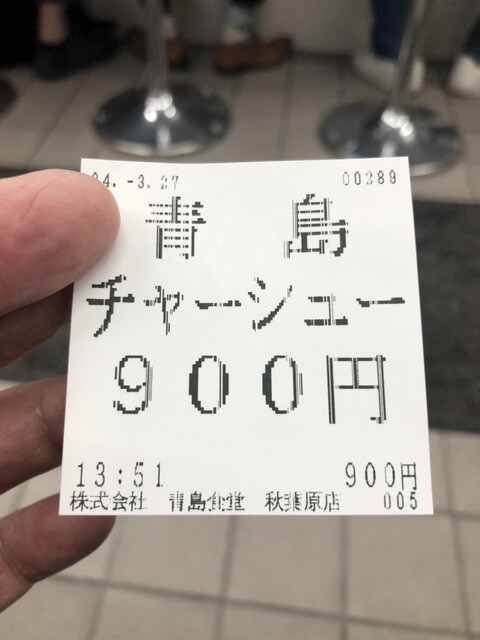 24.-3.27 00289
青島
チャーシュー
900円
13:51 900円
株式会社 青島食堂 秋葉原店 005